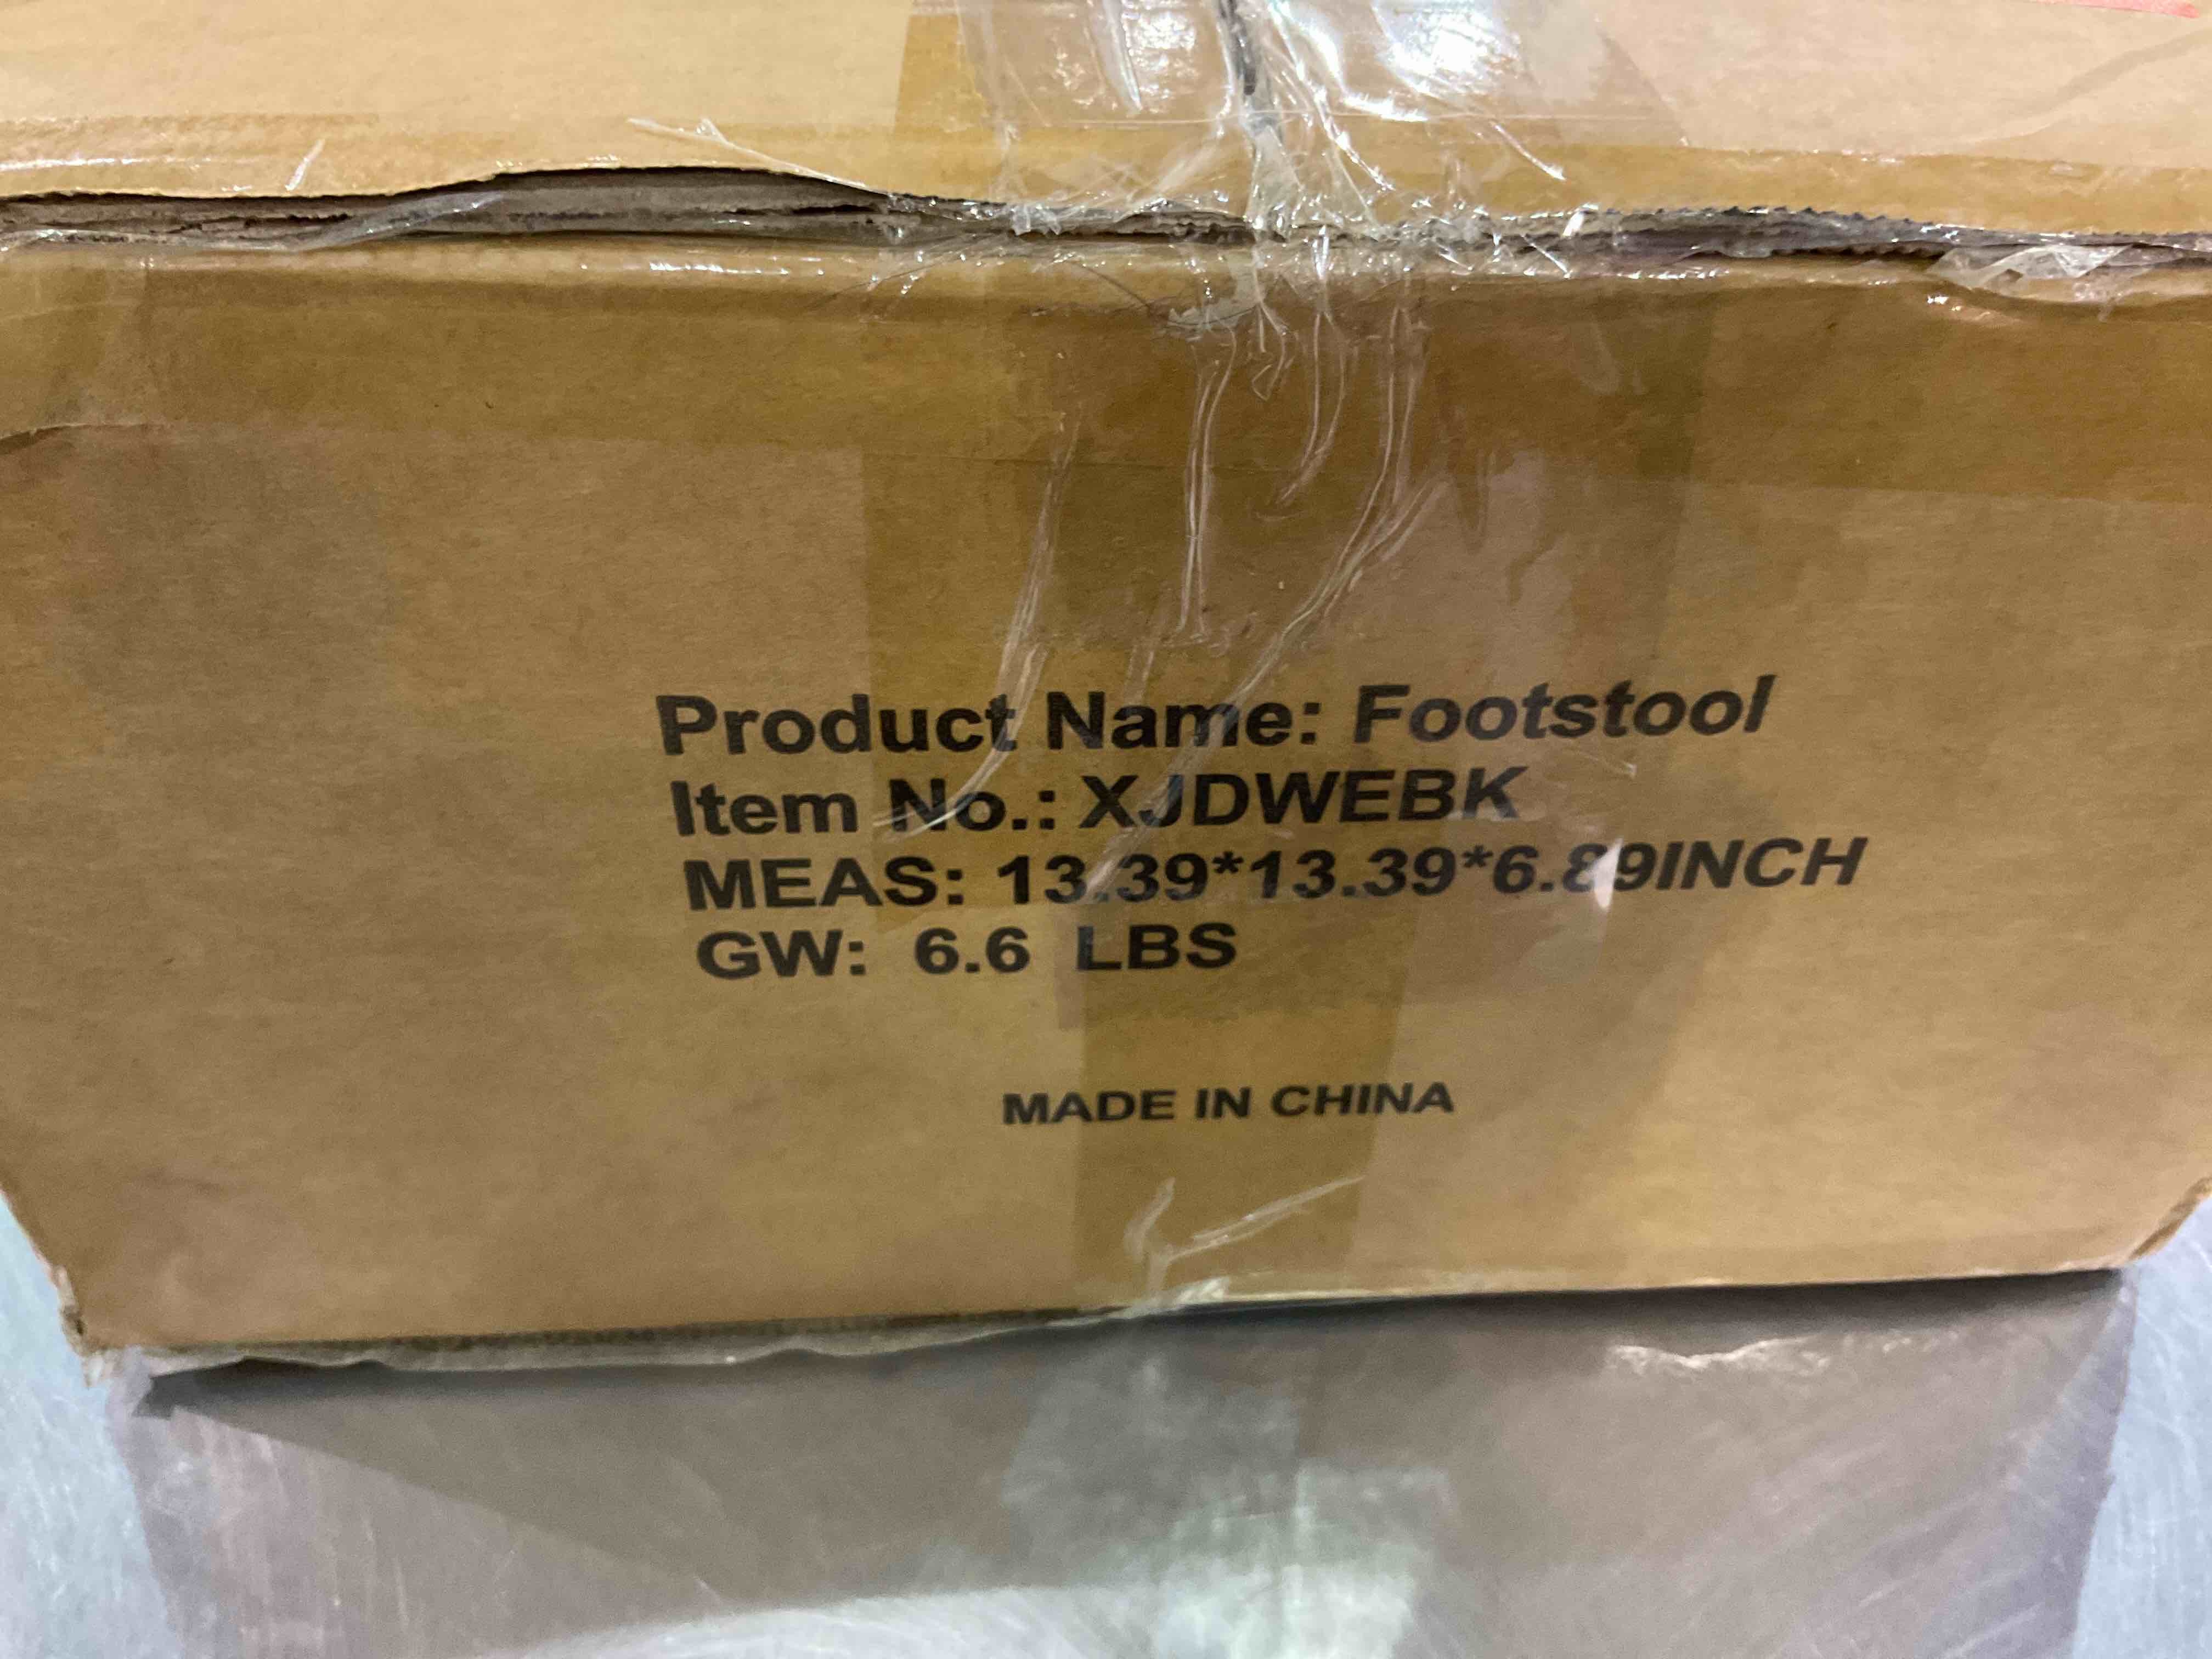 Product Name: Footstool
Item No.: XJDWEBK
MEAS: 13.39*13.39*6.89INCH
GW: 6.6 LBS
MADE IN CHINA